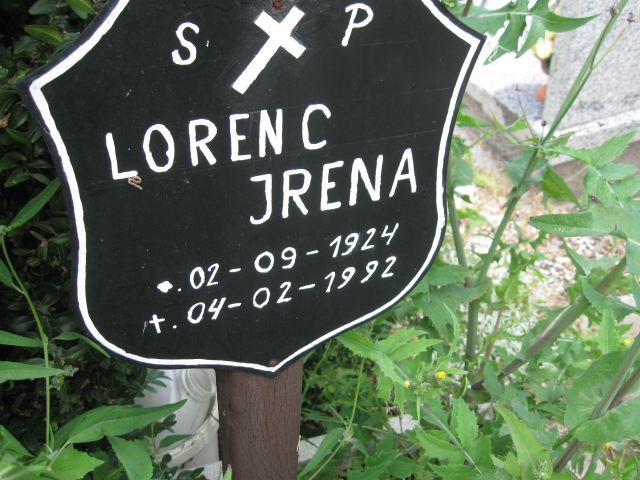 S P
LORENC
JRENA
. 02-09-1924
+. 04-02-1992